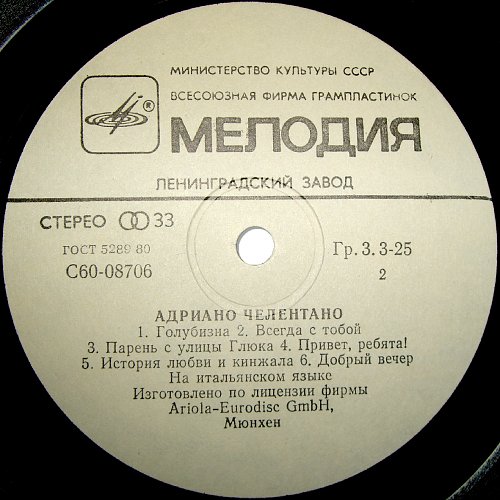 МИНИСТЕРСТВО КУЛЬТУРЫ СССР
ВСЕСОЮЗНАЯ ФИРМА ГРАМПЛАСТИНОК
®
МЕЛОДИЯ
ЛЕНИНГРАДСКИЙ ЗАВОД
СТЕРЕО 33
ГОСТ 5289 80
С60-08706
Гр. 3. 3-25
2
АДРИАНО ЧЕЛЕНТАНО
1. Голубизна 2. Всегда с тобой
3. Парень с улицы Глюка 4. Привет, ребята!
5. История любви и кинжала 6. Добрый вечер
На итальянском языке
Изготовлено по лицензии фирмы
Ariola-Eurodisc GmbH,
Мюнхен